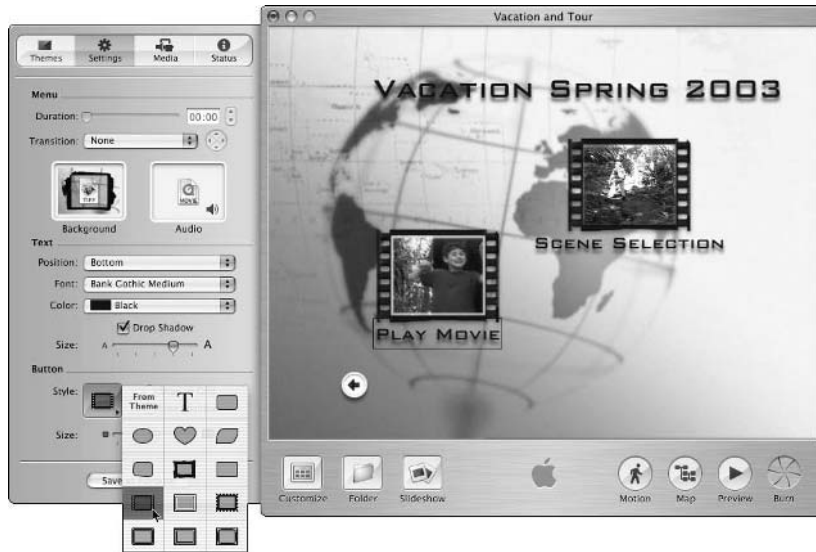 Vacation and Tour
Themes
Settings
Media
Status
Menu
Duration: 00:00
Transition: None
TIFF
MOVIE
Background
Audio
Text
Position: Bottom
Font: Bank Gothic Medium
Color: Black
Drop Shadow
Size: A A
Button
Style:
From
Theme
T
Size:
Save
VACATION SPRING 2003
SCENE SELECTION
PLAY MOVIE
Customize
Folder
Slideshow
Motion
Map
Preview
Burn